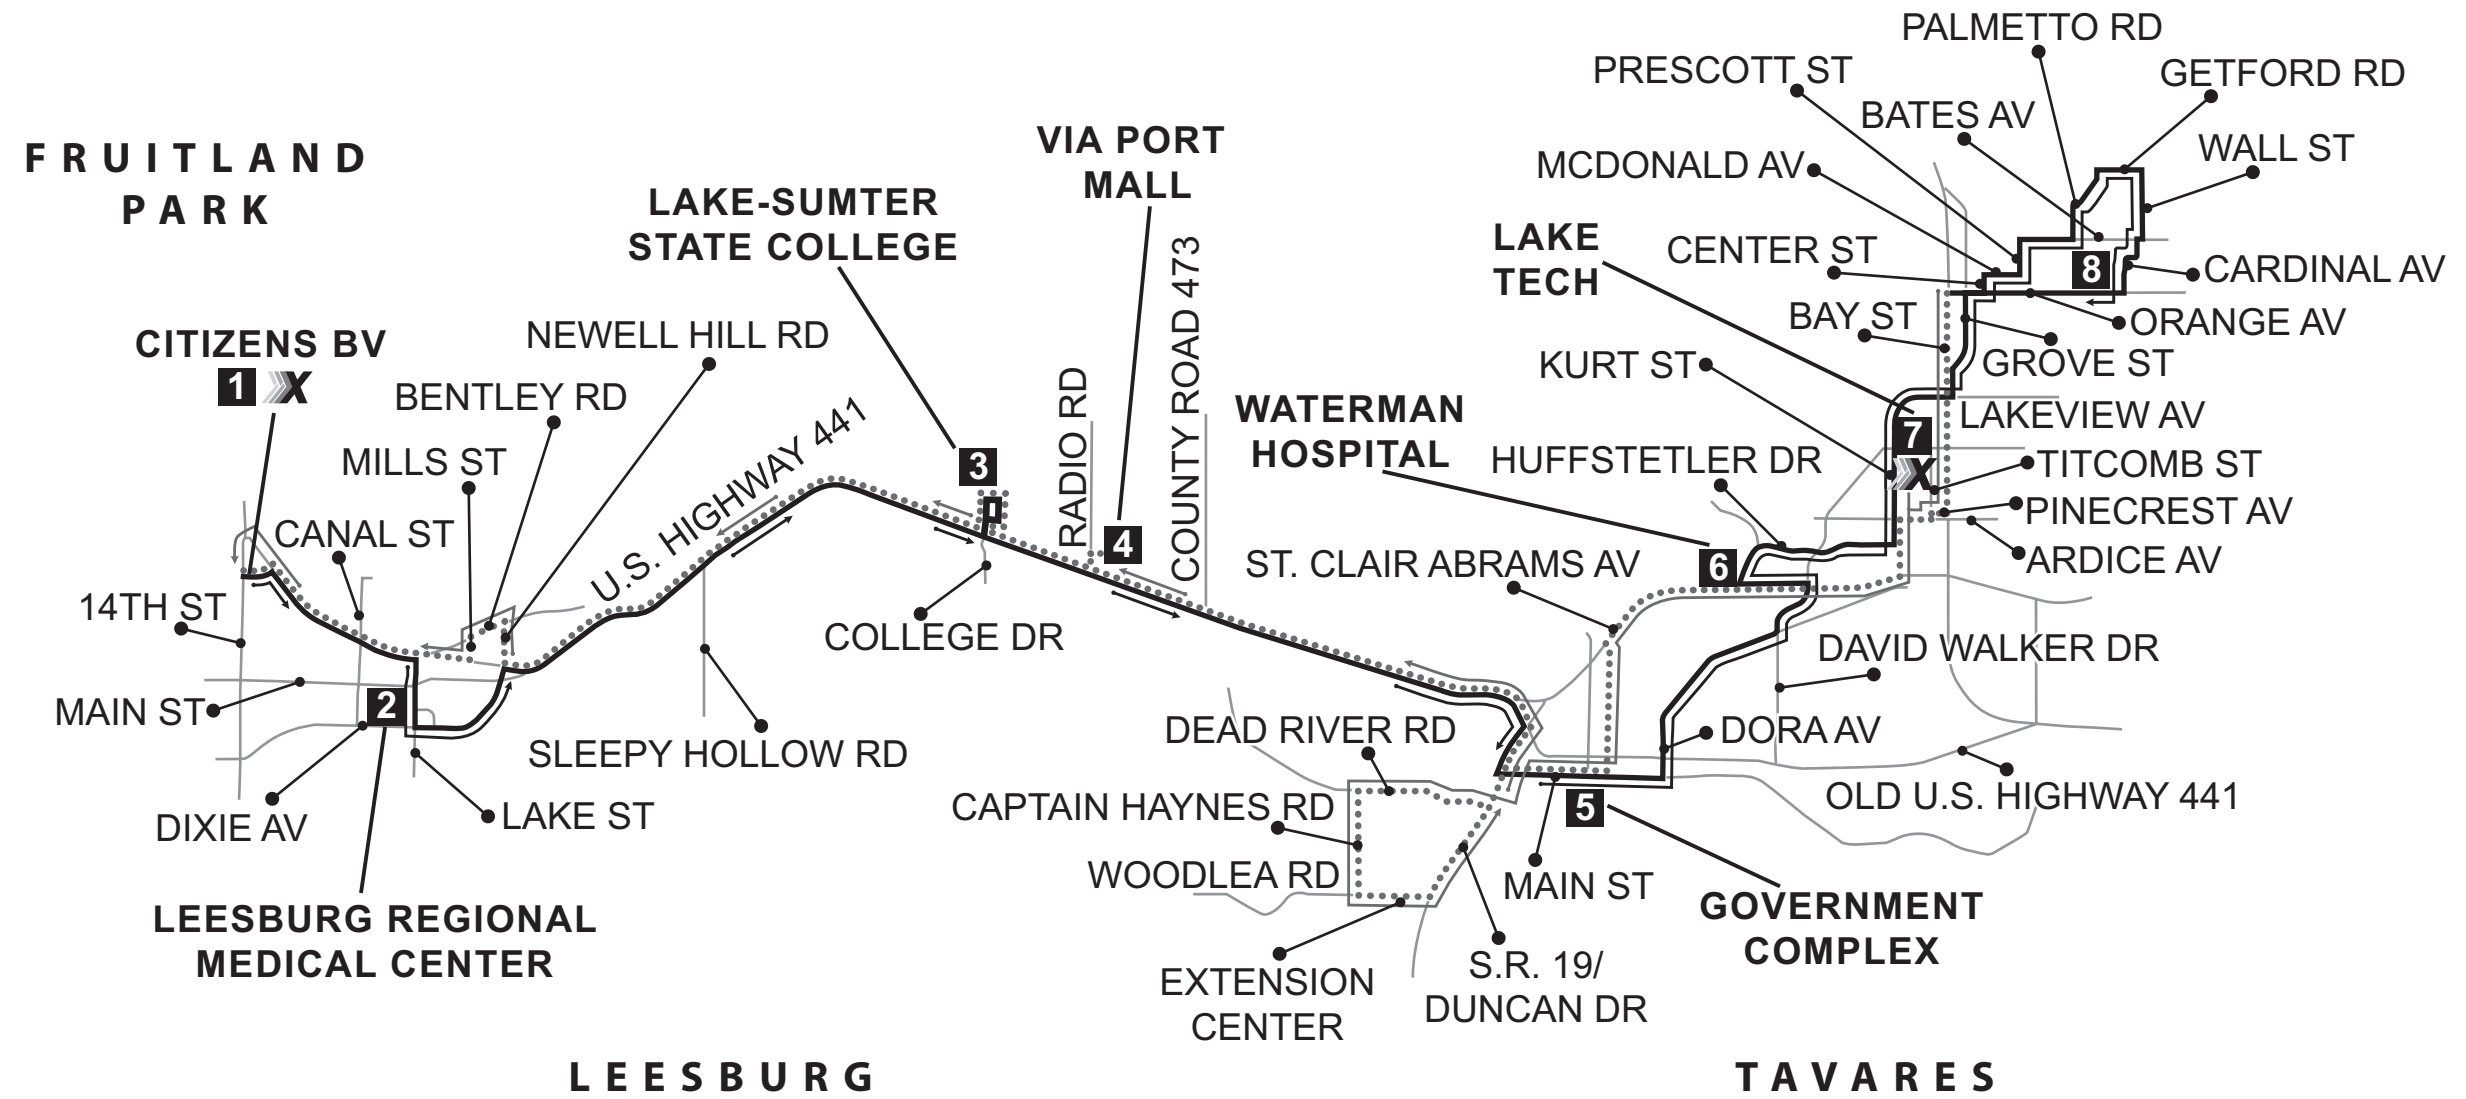 PALMETTO RD
PRESCOTT ST
GETFORD RD
BATES AV
WALL ST
MCDONALD AV
CENTER ST
CARDINAL AV
BAY ST
ORANGE AV
GROVE ST
KURT ST
LAKEVIEW AV
TITCOMB ST
PINECREST AV
ARDICE AV
HUFFSTETLER DR
LAKE
TECH
7
X
8
FRUITLAND
PARK
CITIZENS BV
1 X
LAKE-SUMTER
STATE COLLEGE
3
VIA PORT
MALL
4
RADIO RD
COUNTY ROAD 473
WATERMAN
HOSPITAL
6
NEWELL HILL RD
BENTLEY RD
MILLS ST
CANAL ST
14TH ST
MAIN ST
2
DIXIE AV
LAKE ST
LEESBURG REGIONAL
MEDICAL CENTER
U.S. HIGHWAY 441
SLEEPY HOLLOW RD
COLLEGE DR
ST. CLAIR ABRAMS AV
DAVID WALKER DR
DORA AV
OLD U.S. HIGHWAY 441
DEAD RIVER RD
CAPTAIN HAYNES RD
WOODLEA RD
5
MAIN ST
GOVERNMENT
COMPLEX
EXTENSION
CENTER
S.R. 19/
DUNCAN DR
LEESBURG
TAVARES